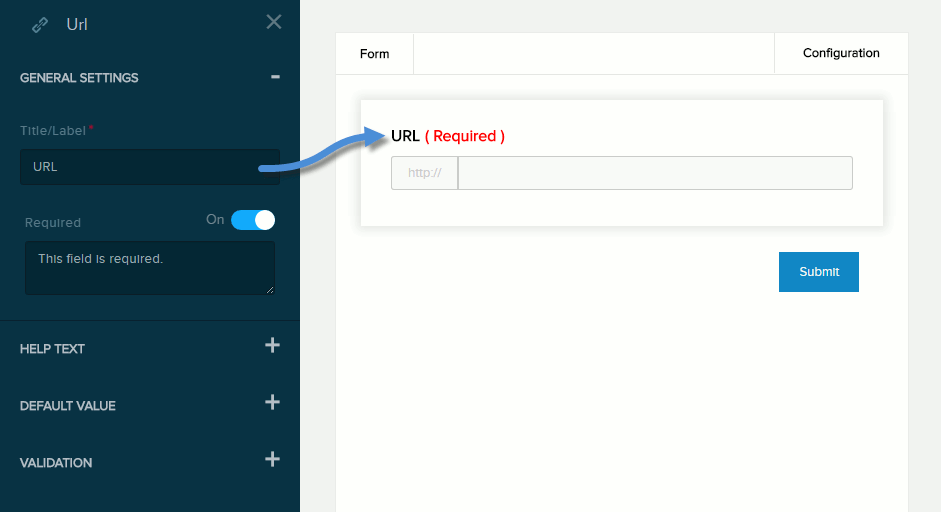 Url
GENERAL SETTINGS
Title/Label*
URL
Required On
This field is required.
HELP TEXT
DEFAULT VALUE
VALIDATION
Form Configuration
URL ( Required )
http://
Submit